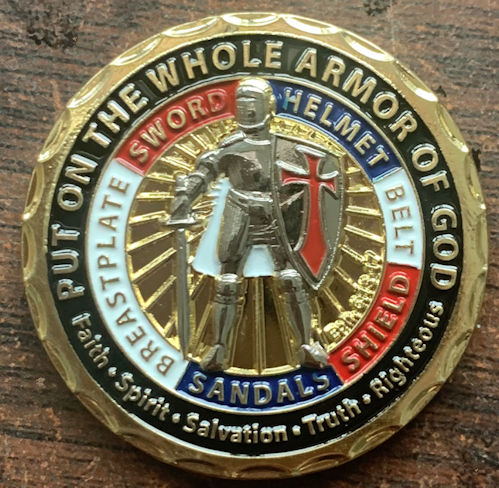 PUT ON THE WHOLE ARMOR OF GOD
SWORD
HELMET
BELT
SHIELD
SANDALS
BREASTPLATE
Faith • Spirit • Salvation • Truth • Righteous